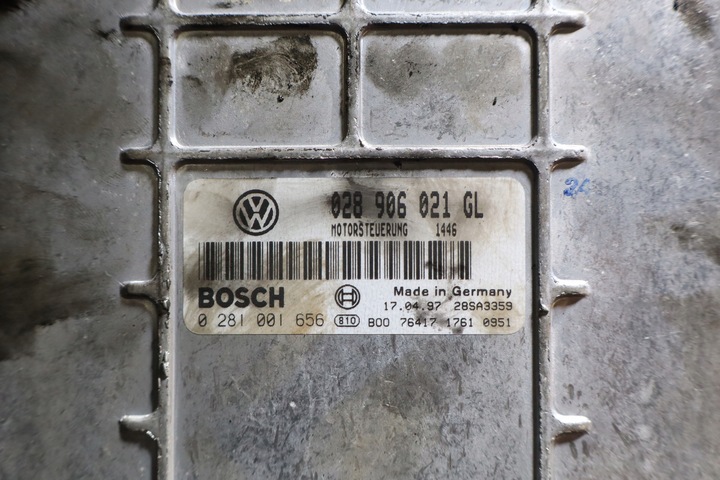 028 906 021 GL
MOTORSTEUERUNG 1446
BOSCH Made in Germany
17.04.97 28SA3359
0 281 001 656 810 B00 76417 1761 0951